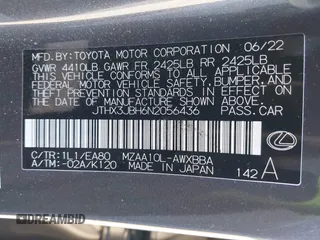 MFD.BY:TOYOTA MOTOR CORPORATION 06/22
GVWR 4410LB GAWR FR 2425LB RR 2425LB
THIS VEHICLE CONFORMS TO ALL APPLICABLE
FEDERAL MOTOR VEHICLE SAFETY,BUMPER,AND
THEFT PREVENTION STANDARDS IN EFFECT ON
THE DATE OF MANUFACTURE SHOWN ABOVE.
JTHX3JBH6N2056436 PASS.CAR
C/TR:1L1/EA80 MZAA10L-AWXBBA
A/TM:-02A/K120 MADE IN JAPAN 142 A
© AUTOBIDMASTER